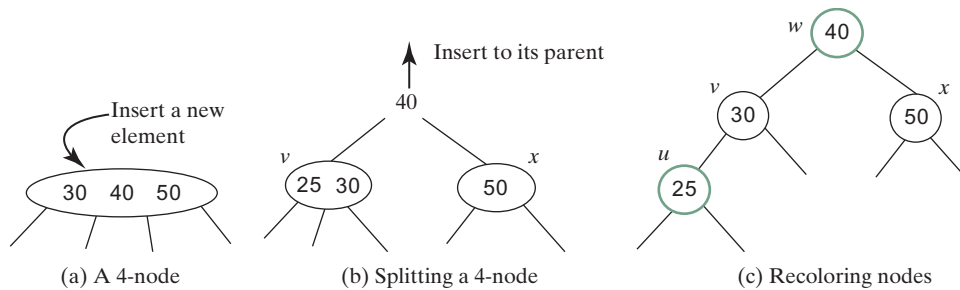 Insert a new
element
30 40 50
(a) A 4-node
Insert to its parent
40
v
x
25 30
50
(b) Splitting a 4-node
w
40
v
x
30
50
u
25
(c) Recoloring nodes